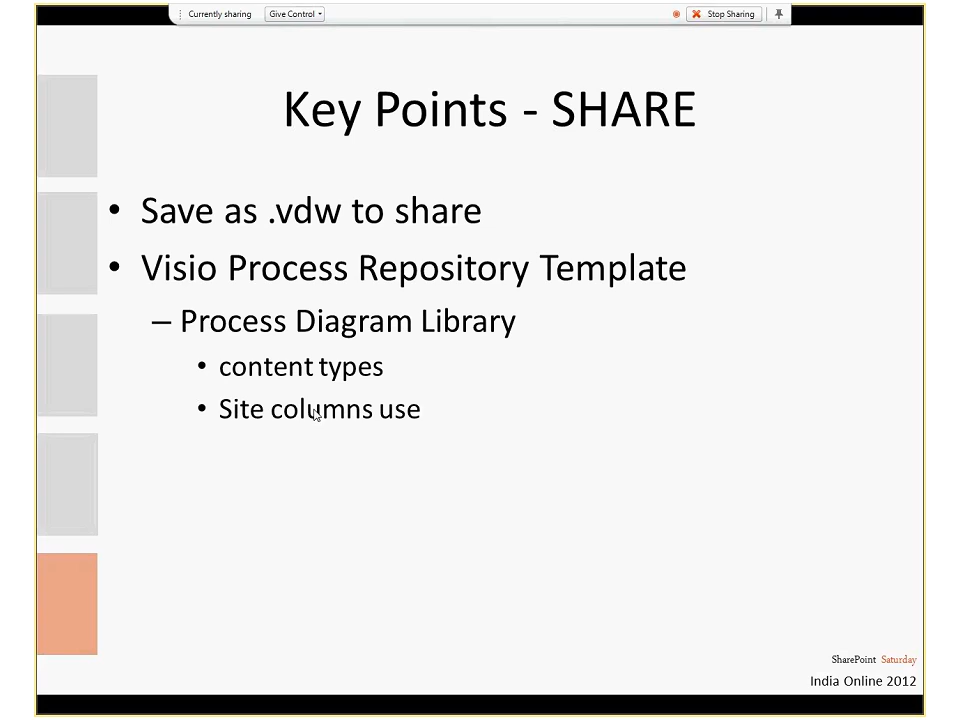 Currently sharing Give Control Stop Sharing
Key Points - SHARE
• Save as .vdw to share
• Visio Process Repository Template
– Process Diagram Library
• content types
• Site columns use
SharePoint Saturday
India Online 2012